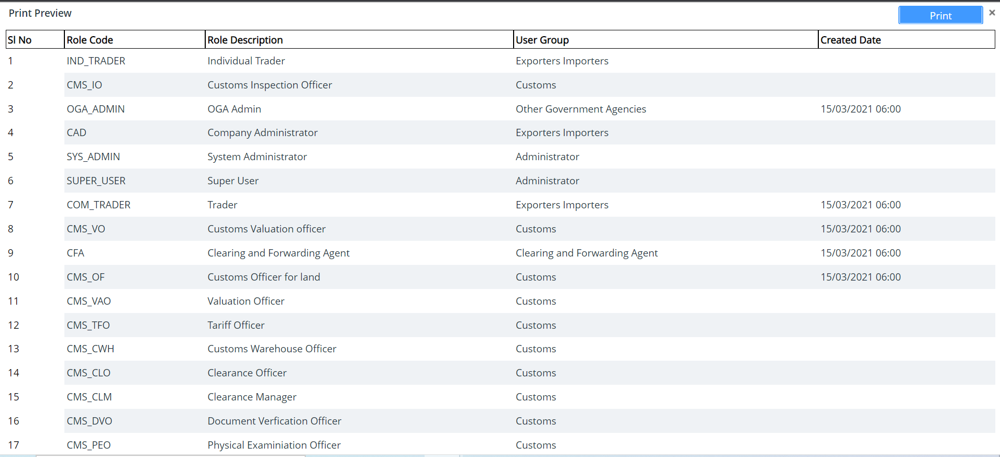 Print Preview
Print ×
Sl No Role Code Role Description User Group Created Date
1 IND_TRADER Individual Trader Exporters Importers
2 CMS_IO Customs Inspection Officer Customs
3 OGA_ADMIN OGA Admin Other Government Agencies 15/03/2021 06:00
4 CAD Company Administrator Exporters Importers
5 SYS_ADMIN System Administrator Administrator
6 SUPER_USER Super User Administrator
7 COM_TRADER Trader Exporters Importers 15/03/2021 06:00
8 CMS_VO Customs Valuation officer Customs 15/03/2021 06:00
9 CFA Clearing and Forwarding Agent Clearing and Forwarding Agent 15/03/2021 06:00
10 CMS_OF Customs Officer for land Customs 15/03/2021 06:00
11 CMS_VAO Valuation Officer Customs
12 CMS_TFO Tariff Officer Customs
13 CMS_CWH Customs Warehouse Officer Customs
14 CMS_CLO Clearance Officer Customs
15 CMS_CLM Clearance Manager Customs
16 CMS_DVO Document Verfication Officer Customs
17 CMS_PEO Physical Examiniation Officer Customs